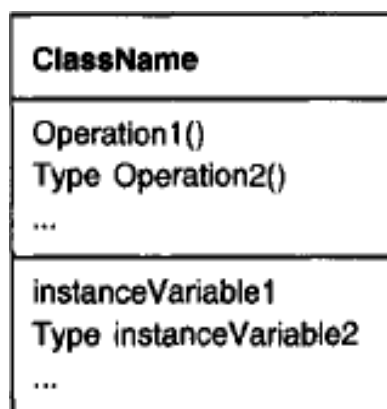 ClassName
Operation1()
Type Operation2()
...
instanceVariable1
Type instanceVariable2
...